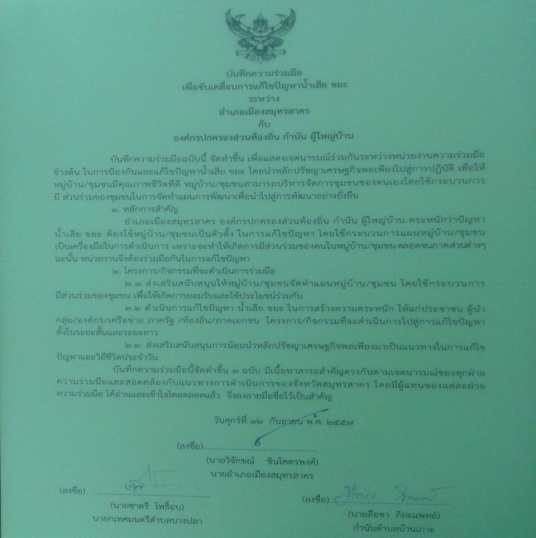 บันทึกความร่วมมือ
เพื่อขับเคลื่อนการแก้ไขปัญหาน้ำเสีย ขยะ
ระหว่าง
อำเภอเมืองสมุทรสาคร
กับ
องค์กรปกครองส่วนท้องถิ่น กำนัน ผู้ใหญ่บ้าน
บันทึกความร่วมมือฉบับนี้ จัดทำขึ้น เพื่อแสดงเจตนารมณ์ร่วมกันระหว่างหน่วยงานความร่วมมือ
ข้างต้น ในการป้องกันและแก้ไขปัญหาน้ำเสีย ขยะ โดยนำหลักปรัชญาเศรษฐกิจพอเพียงไปสู่การปฏิบัติ เพื่อให้
หมู่บ้าน/ชุมชนมีคุณภาพชีวิตที่ดี หมู่บ้าน/ชุมชนสามารถบริหารจัดการชุมชนของตนเองโดยใช้กระบวนการ
มี ส่วนร่วมของชุมชนในการจัดทำแผนการพัฒนาเพื่อนำไปสู่การพัฒนาอย่างยั่งยืน
๑. หลักการสำคัญ
อำเภอเมืองสมุทรสาคร องค์กรปกครองส่วนท้องถิ่น กำนัน ผู้ใหญ่บ้าน ตระหนักว่าปัญหา
น้ำเสีย ขยะ ต้องใช้หมู่บ้าน/ชุมชนเป็นตัวตั้ง ในการแก้ไขปัญหา โดยใช้กระบวนการแผนหมู่บ้าน/ชุมชน
เป็นเครื่องมือในการดำเนินการ เพราะจะทำให้เกิดการมีส่วนร่วมของคนในหมู่บ้าน/ชุมชน ตลอดจนภาคส่วนต่างๆ
ฉะนั้น หน่วยงานจึงต้องร่วมมือกันในการแก้ไขปัญหา
๒. โครงการ/กิจกรรมที่จะดำเนินการร่วมมือ
๒.๑ ส่งเสริมสนับสนุนให้หมู่บ้าน/ชุมชนจัดทำแผนหมู่บ้าน/ชุมชน โดยใช้กระบวนการ
มีส่วนร่วมของชุมชน เพื่อให้เกิดการยอมรับและใช้ประโยชน์ร่วมกัน
๒.๒ ดำเนินการแก้ไขปัญหา น้ำเสีย ขยะ ในการสร้างความตระหนัก ให้แก่ประชาชน ผู้นำ
กลุ่ม/องค์กร/เครือข่าย ภาครัฐ /ท้องถิ่น/ภาคเอกชน โครงการ/กิจกรรมที่จะดำเนินการไปสู่การแก้ไขปัญหา
ทั้งในระยะสั้นและระยะยาว
๒.๓ ส่งเสริมสนับสนุนการน้อมนำหลักปรัชญาเศรษฐกิจพอเพียงมาเป็นแนวทางในการแก้ไข
ปัญหาและวิถีชีวิตประจำวัน
บันทึกความร่วมมือนี้จัดทำขึ้น ๓ ฉบับ มีเนื้อหาสาระสำคัญตรงกันตามเจตนารมณ์ของทุกฝ่าย
ความร่วมมือและสอดคล้องกับแนวทางการดำเนินการของจังหวัดสมุทรสาคร โดยมีผู้แทนของแต่ละฝ่าย
ความร่วมมือ ได้อ่านและเข้าใจโดยตลอดแล้ว จึงลงลายมือชื่อไว้เป็นสำคัญ
วันศุกร์ที่ ๑๒ กันยายน พ.ศ. ๒๕๕๗
(ลงชื่อ)
(นายวิจักขณ์ ชินโคตรพงศ์)
นายอำเภอเมืองสมุทรสาคร
(ลงชื่อ)
(นายชาตรี โพธิ์อบ)
นายกเทศมนตรีตำบลบางปลา
(ลงชื่อ)
(นายลือชา กิยะแพทย์)
กำนันตำบลบ้านเกาะ